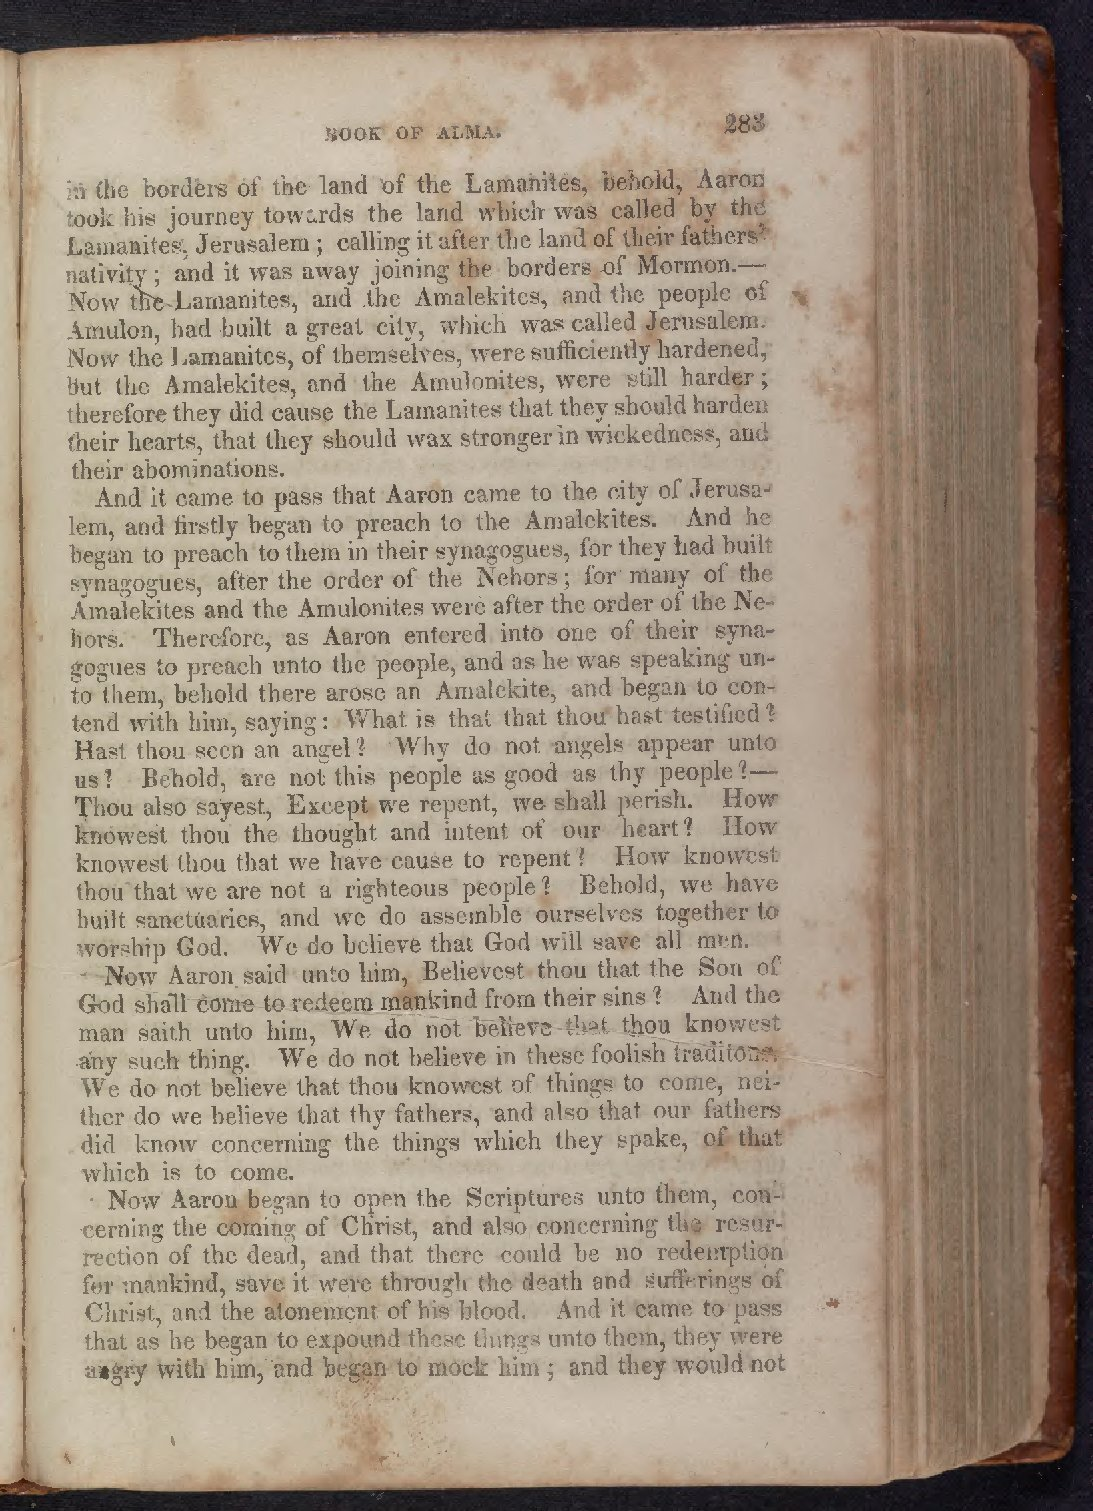 BOOK OF ALMA. 283
in the borders of the land of the Lamanites, behold, Aaron
took his journey towards the land which was called by the
Lamanites, Jerusalem; calling it after the land of their fathers'
nativity; and it was away joining the borders of Mormon.—
Now the Lamanites, and the Amalekites, and the people of
Amulon, had built a great city, which was called Jerusalem.
Now the Lamanites, of themselves, were sufficiently hardened,
but the Amalekites, and the Amulonites, were still harder;
therefore they did cause the Lamanites that they should harden
their hearts, that they should wax stronger in wickedness, and
their abominations.
And it came to pass that Aaron came to the city of Jerusa-
lem, and firstly began to preach to the Amalekites. And he
began to preach to them in their synagogues, for they had built
synagogues, after the order of the Nehors; for many of the
Amalekites and the Amulonites were after the order of the Ne-
hors. Therefore, as Aaron entered into one of their syna-
gogues to preach unto the people, and as he was speaking un-
to them, behold there arose an Amalekite, and began to con-
tend with him, saying: What is that that thou hast testified?
Hast thou seen an angel? Why do not angels appear unto
us? Behold, are not this people as good as thy people?—
Thou also sayest, Except we repent, we shall perish. How
knowest thou the thought and intent of our heart? How
knowest thou that we have cause to repent? How knowest
thou that we are not a righteous people? Behold, we have
built sanctuaries, and we do assemble ourselves together to
worship God. We do believe that God will save all men.
Now Aaron said unto him, Believest thou that the Son of
God shall come to redeem mankind from their sins? And the
man saith unto him, We do not believe that thou knowest
any such thing. We do not believe in these foolish traditons.
We do not believe that thou knowest of things to come, nei-
ther do we believe that thy fathers, and also that our fathers
did know concerning the things which they spake, of that
which is to come.
Now Aaron began to open the Scriptures unto them, con-
cerning the coming of Christ, and also concerning the resur-
rection of the dead, and that there could be no redemption
for mankind, save it were through the death and sufferings of
Christ, and the atonement of his blood. And it came to pass
that as he began to expound these things unto them, they were
angry with him, and began to mock him; and they would not